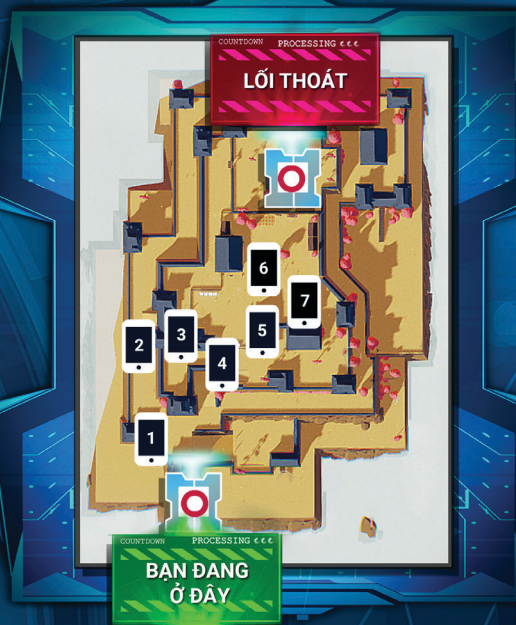 COUNTDOWN PROCESSING
LỐI THOÁT
6
7
5
3
2
4
1
COUNTDOWN PROCESSING
BẠN ĐANG
Ở ĐÂY